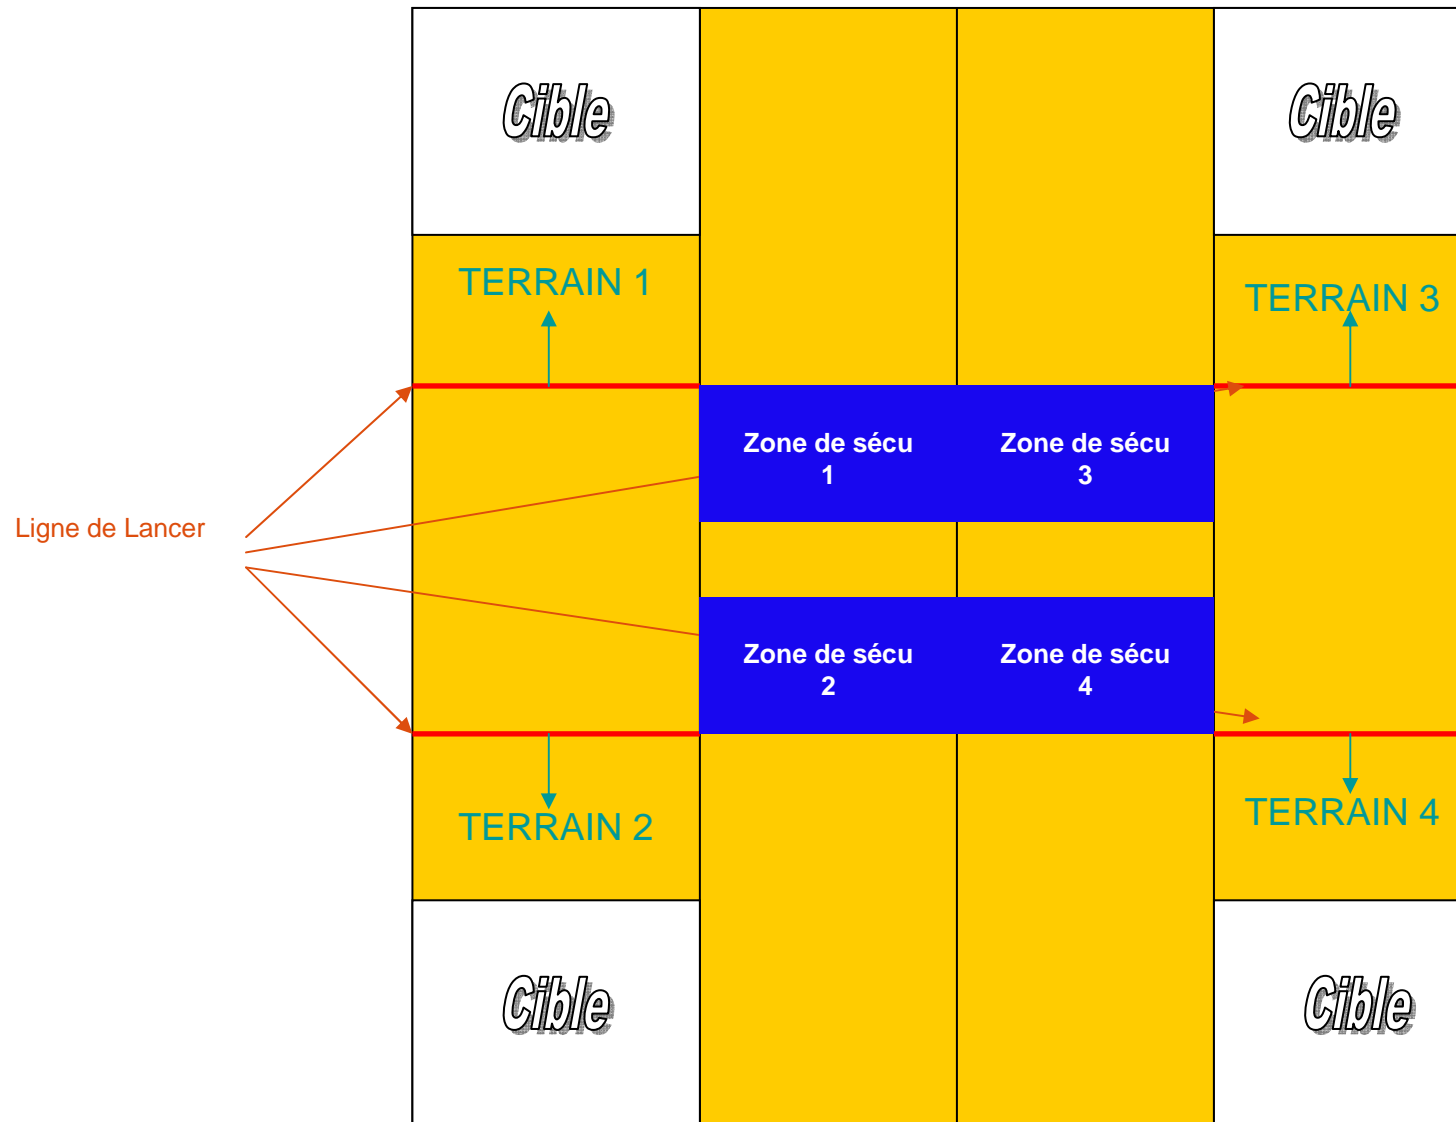 Cible
Cible
TERRAIN 1
TERRAIN 3
Zone de sécu
1
Zone de sécu
3
Ligne de Lancer
Zone de sécu
2
Zone de sécu
4
TERRAIN 2
TERRAIN 4
Cible
Cible